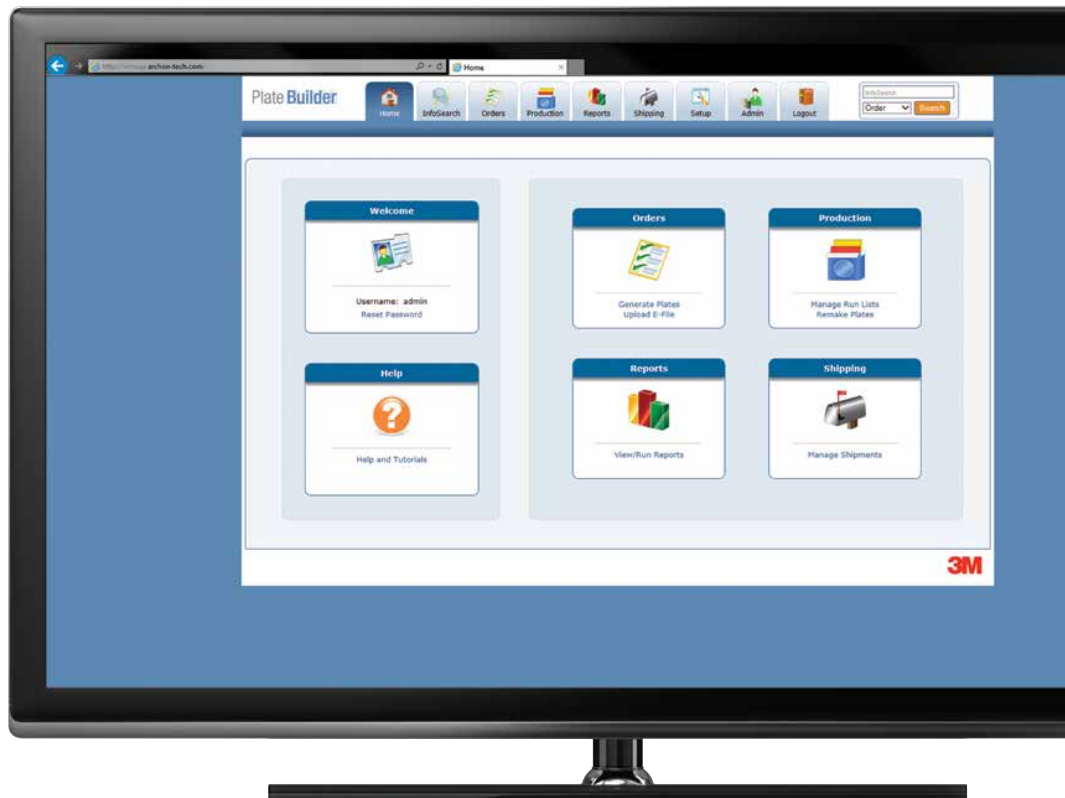 archon-tech.com
Home
Plate Builder
Home
InfoSearch
Orders
Production
Reports
Shipping
Setup
Admin
Logout
InfoSearch
Order
Search
Welcome
Username: admin
Reset Password
Help
Help and Tutorials
Orders
Generate Plates
Upload E-File
Production
Manage Run Lists
Remake Plates
Reports
View/Run Reports
Shipping
Manage Shipments
3M